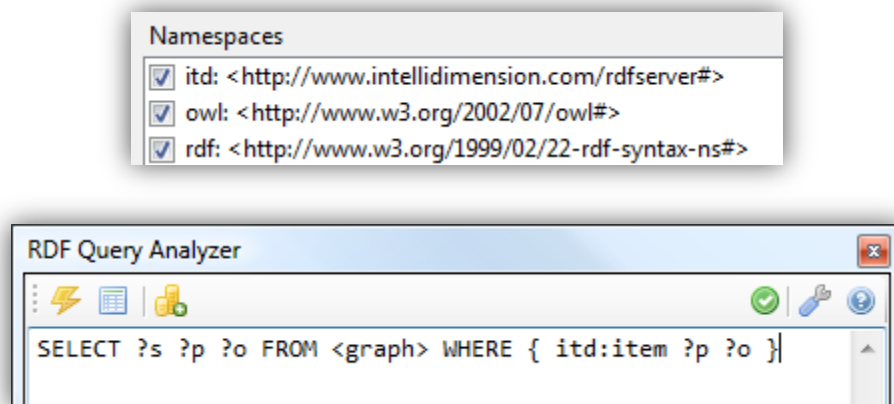 Namespaces
itd: <http://www.intellidimension.com/rdfserver#>
owl: <http://www.w3.org/2002/07/owl#>
rdf: <http://www.w3.org/1999/02/22-rdf-syntax-ns#>
RDF Query Analyzer
SELECT ?s ?p ?o FROM <graph> WHERE { itd:item ?p ?o }